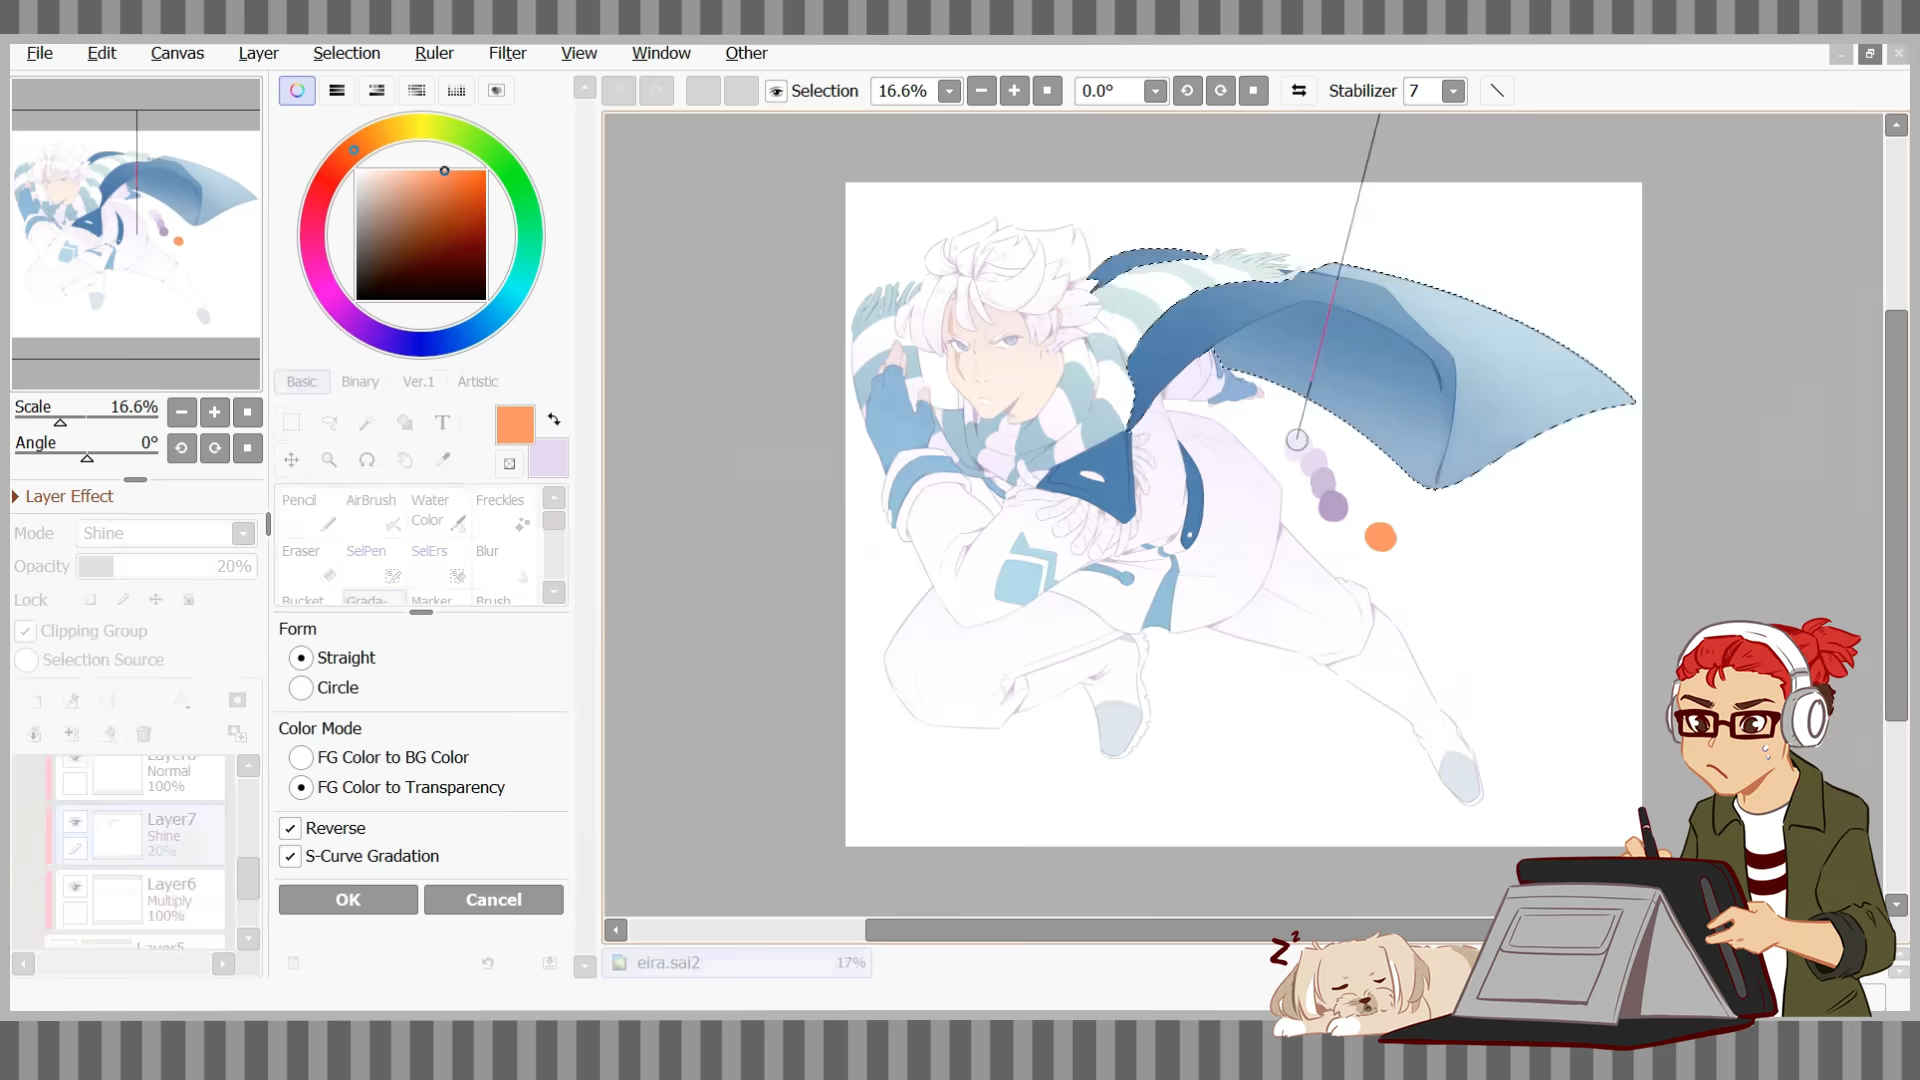 File Edit Canvas Layer Selection Ruler Filter View Window Other
Selection 16.6% 0.0° Stabilizer 7
Scale 16.6%
Angle 0°
Layer Effect
Mode Shine
Opacity 20%
Lock
Clipping Group
Selection Source
Normal
100%
Layer7
Shine
20%
Layer6
Multiply
100%
Layer5
Basic Binary Ver.1 Artistic
T
Pencil AirBrush Water Color Freckles
Eraser SelPen SelErs Blur
Bucket Grada- Marker Brush
Form
Straight
Circle
Color Mode
FG Color to BG Color
FG Color to Transparency
Reverse
S-Curve Gradation
OK Cancel
eira.sai2 17%
Z z